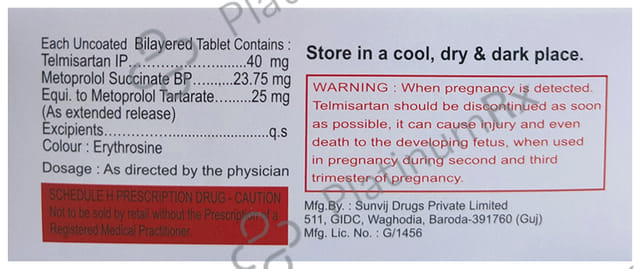 Each Uncoated Bilayered Tablet Contains :
Telmisartan IP..............................40 mg
Metoprolol Succinate BP.........23.75 mg
Equi. to Metoprolol Tartarate.......25 mg
(As extended release)
Excipients.....................................q.s
Colour : Erythrosine
Dosage : As directed by the physician
SCHEDULE H PRESCRIPTION DRUG - CAUTION
Not to be sold by retail without the Prescription of a
Registered Medical Practitioner.
Store in a cool, dry & dark place.
WARNING : When pregnancy is detected.
Telmisartan should be discontinued as soon
as possible, it can cause injury and even
death to the developing fetus, when used
in pregnancy during second and third
trimester of pregnancy.
Mfg.By. : Sunvij Drugs Private Limited
511, GIDC, Waghodia, Baroda-391760 (Guj)
Mfg. Lic. No. : G/1456
PlatinumRx
PlatinumRx